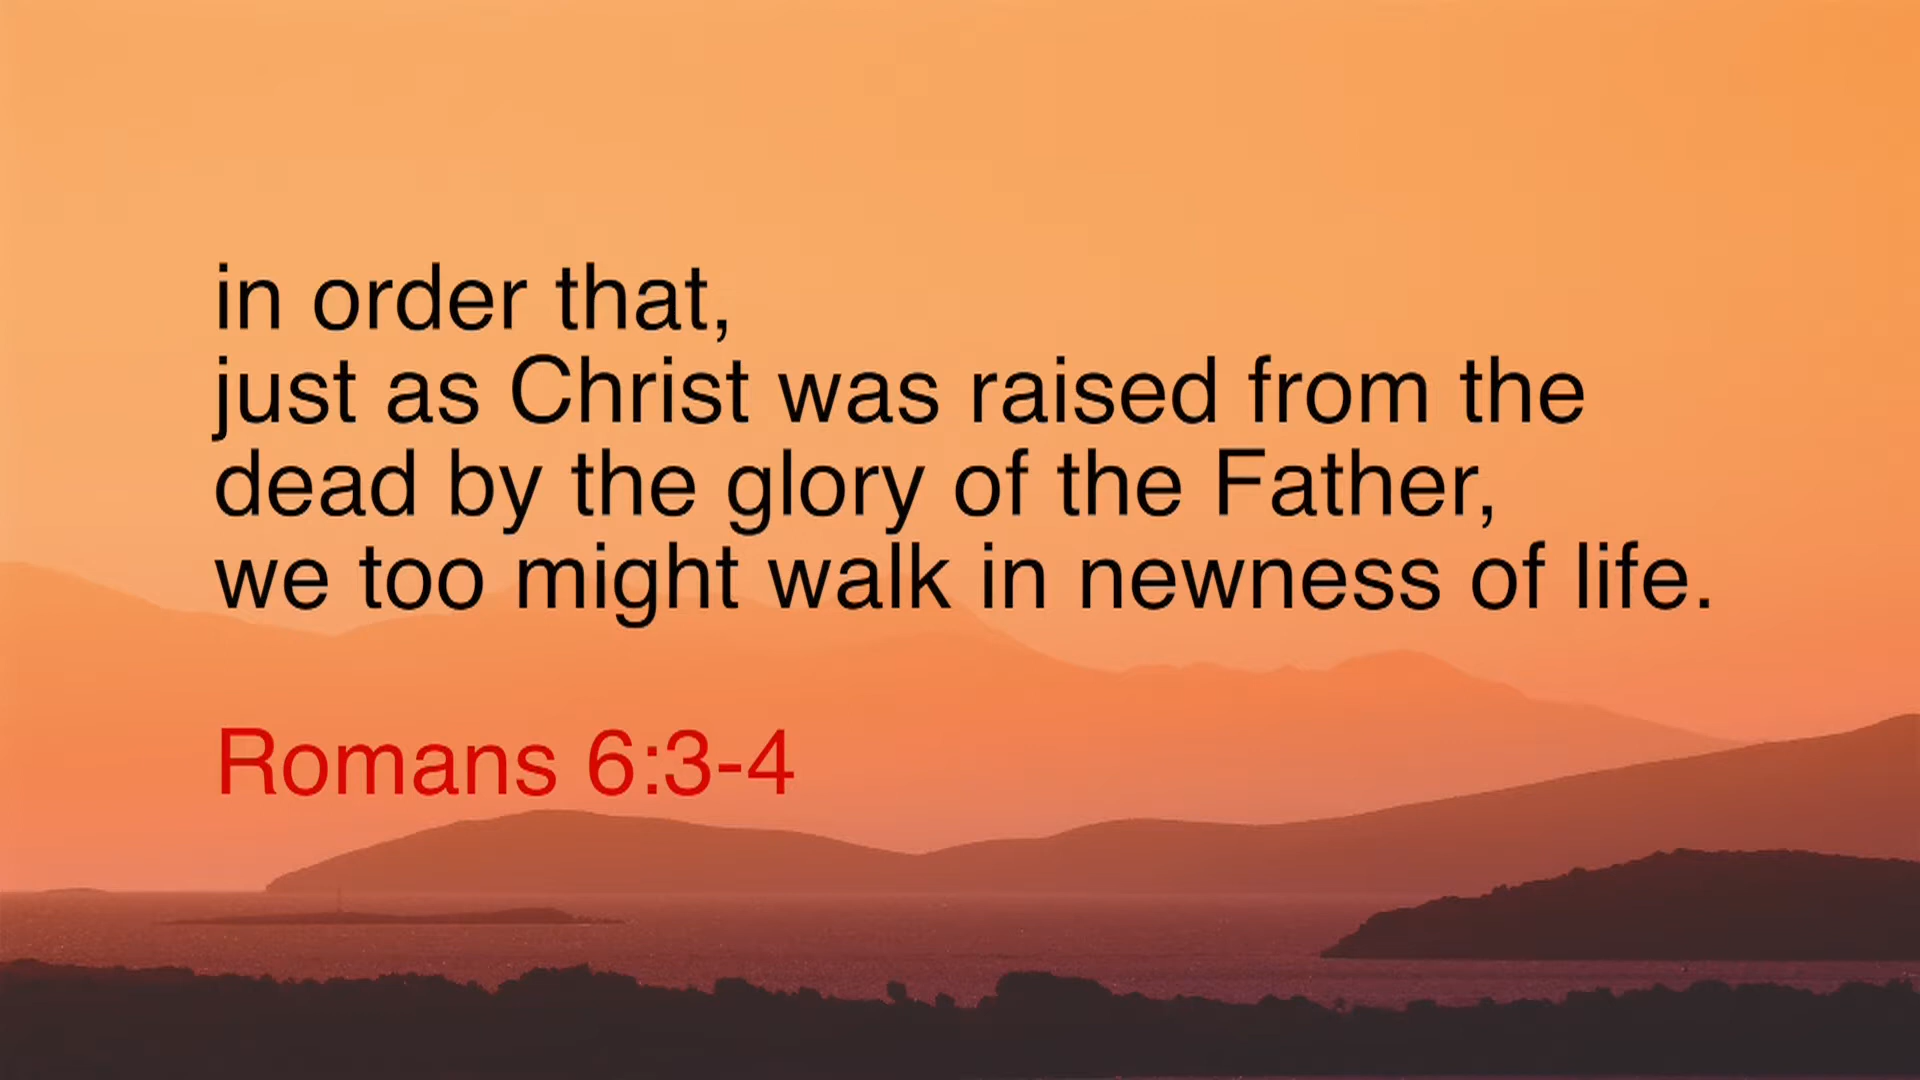 in order that,
just as Christ was raised from the
dead by the glory of the Father,
we too might walk in newness of life.
Romans 6:3-4